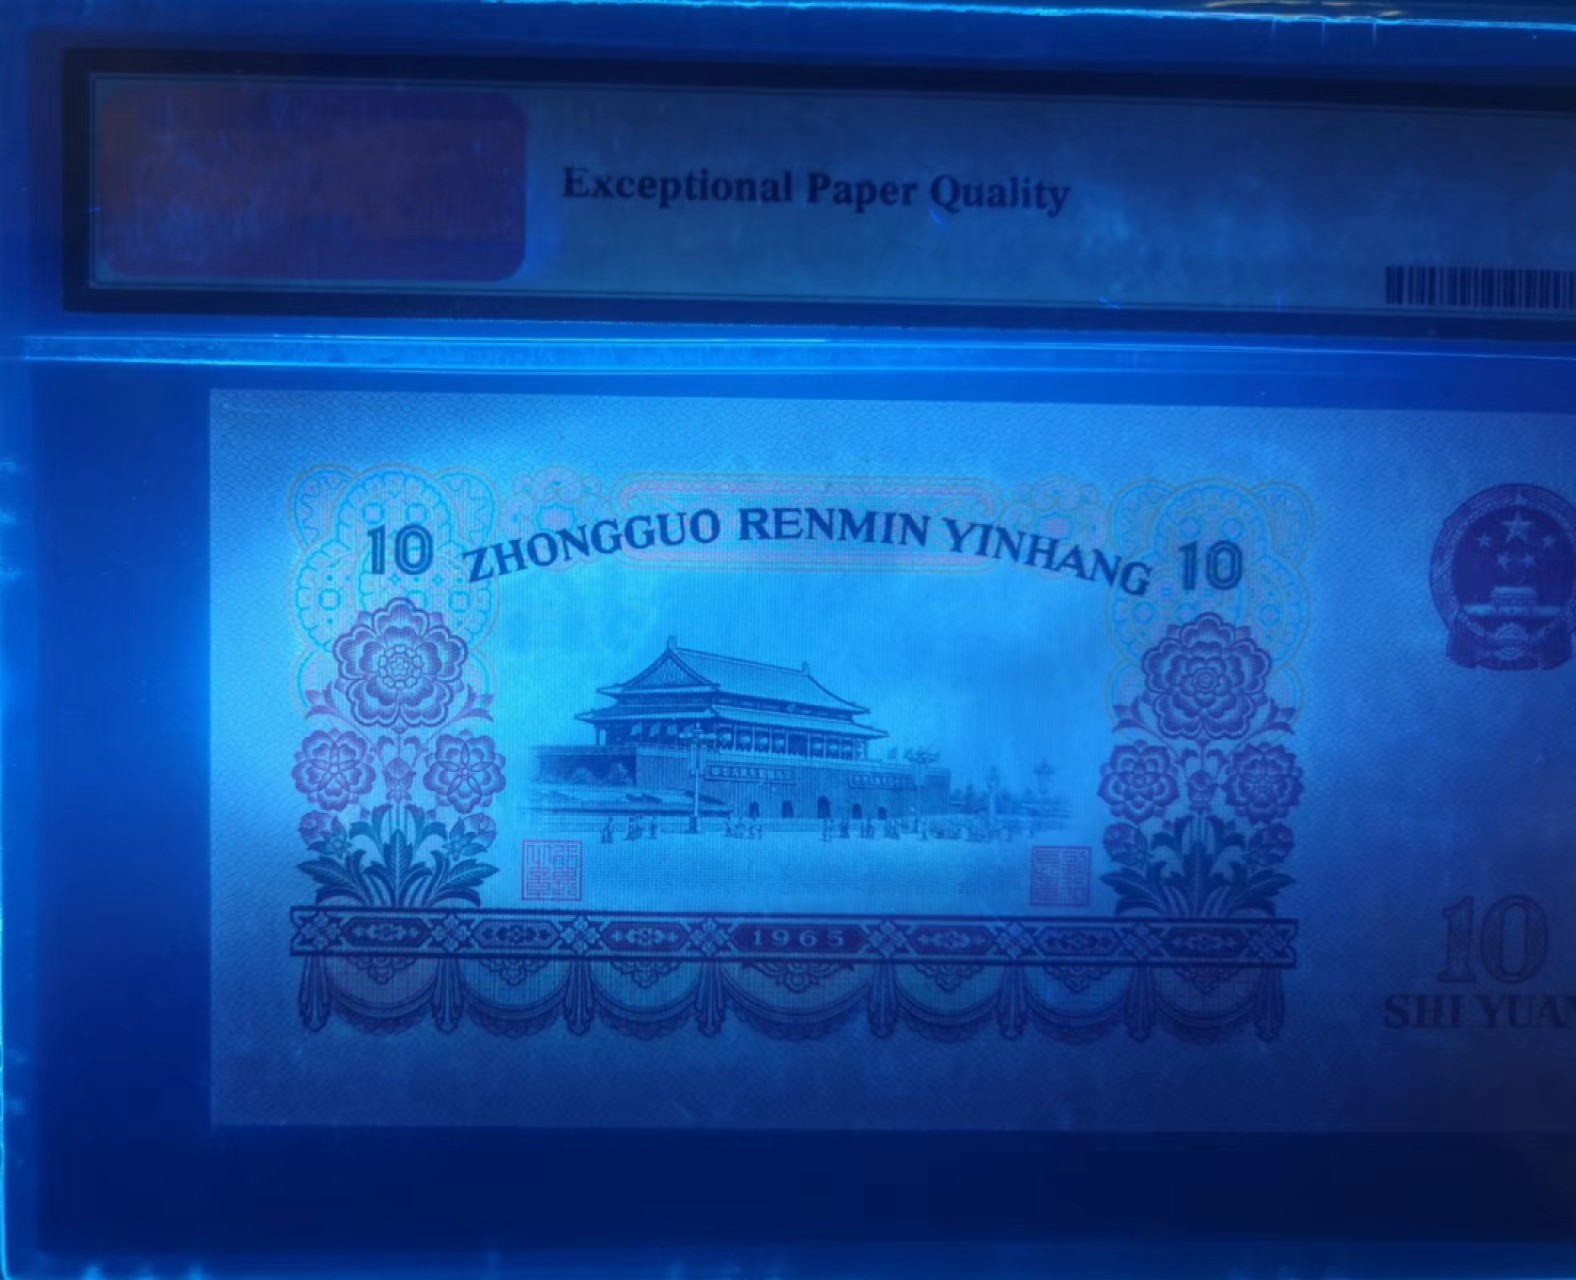 Exceptional Paper Quality
10 ZHONGGUO RENMIN YINHANG 10
1965
10
SHI YUA